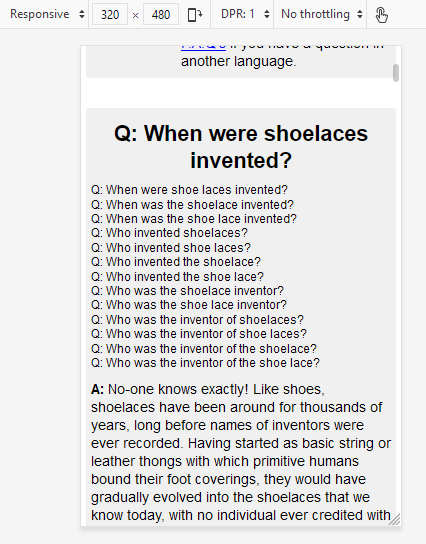 Responsive 320 × 480 DPR: 1 No throttling
F.A.Q's if you have a question in
another language.
Q: When were shoelaces
invented?
Q: When were shoe laces invented?
Q: When was the shoelace invented?
Q: When was the shoe lace invented?
Q: Who invented shoelaces?
Q: Who invented shoe laces?
Q: Who invented the shoelace?
Q: Who invented the shoe lace?
Q: Who was the shoelace inventor?
Q: Who was the shoe lace inventor?
Q: Who was the inventor of shoelaces?
Q: Who was the inventor of shoe laces?
Q: Who was the inventor of the shoelace?
Q: Who was the inventor of the shoe lace?
A: No-one knows exactly! Like shoes,
shoelaces have been around for thousands of
years, long before names of inventors were
ever recorded. Having started as basic string or
leather thongs with which primitive humans
bound their foot coverings, they would have
gradually evolved into the shoelaces that we
know today, with no individual ever credited with